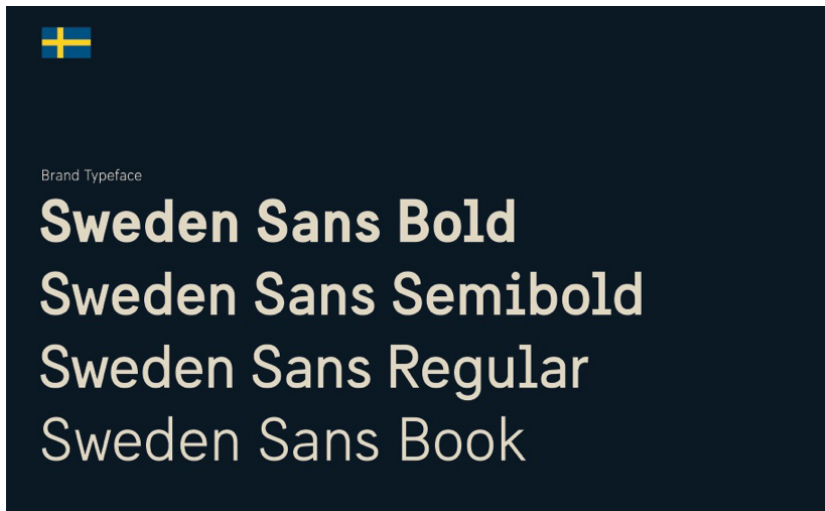 Brand Typeface
Sweden Sans Bold
Sweden Sans Semibold
Sweden Sans Regular
Sweden Sans Book